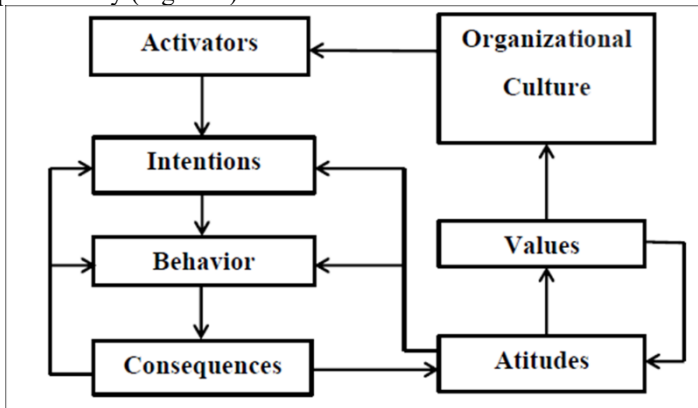 Activators
Organizational
Culture
Intentions
Values
Behavior
Consequences
Atitudes